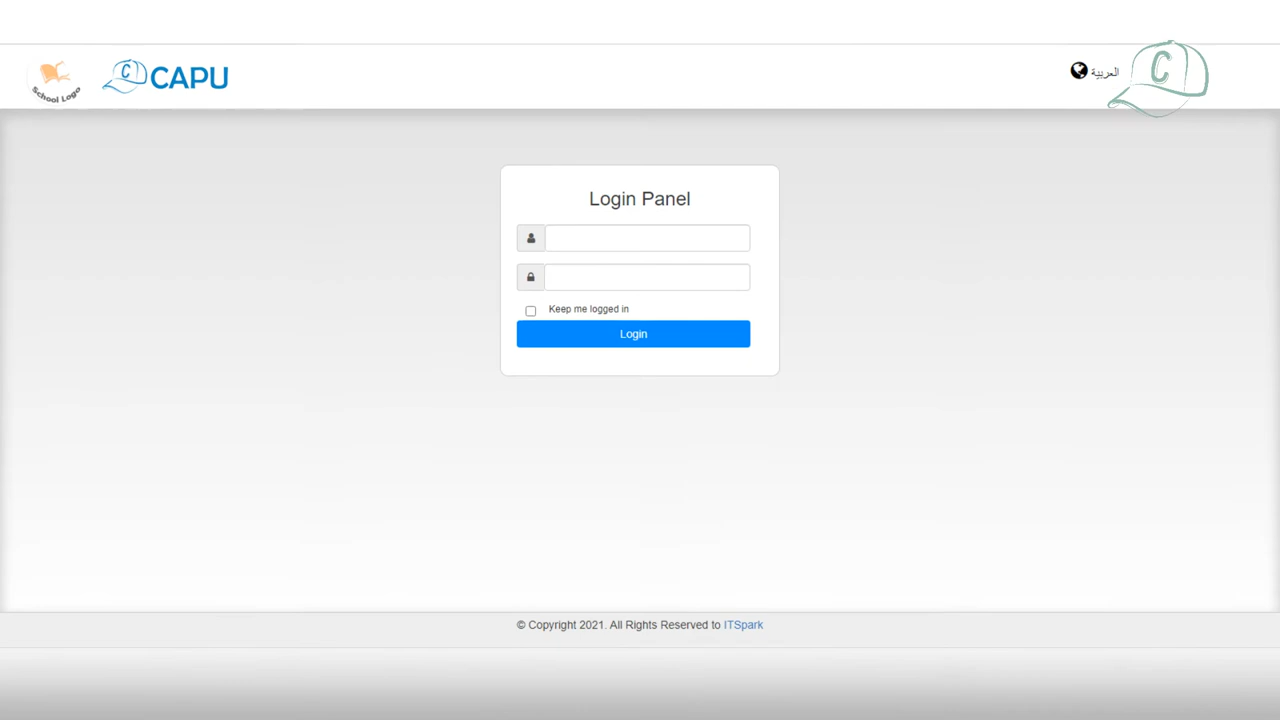 School Logo
C CAPU
العربية
C
Login Panel
Keep me logged in
Login
© Copyright 2021. All Rights Reserved to ITSpark